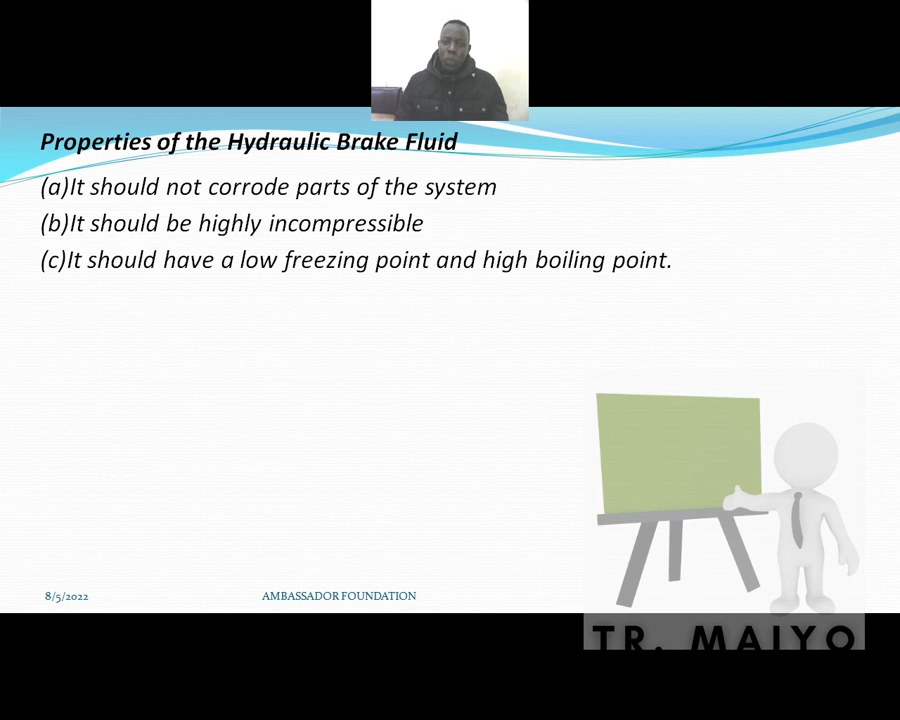 Properties of the Hydraulic Brake Fluid
(a)It should not corrode parts of the system
(b)It should be highly incompressible
(c)It should have a low freezing point and high boiling point.
8/5/2022 AMBASSADOR FOUNDATION
TR. MAIYO